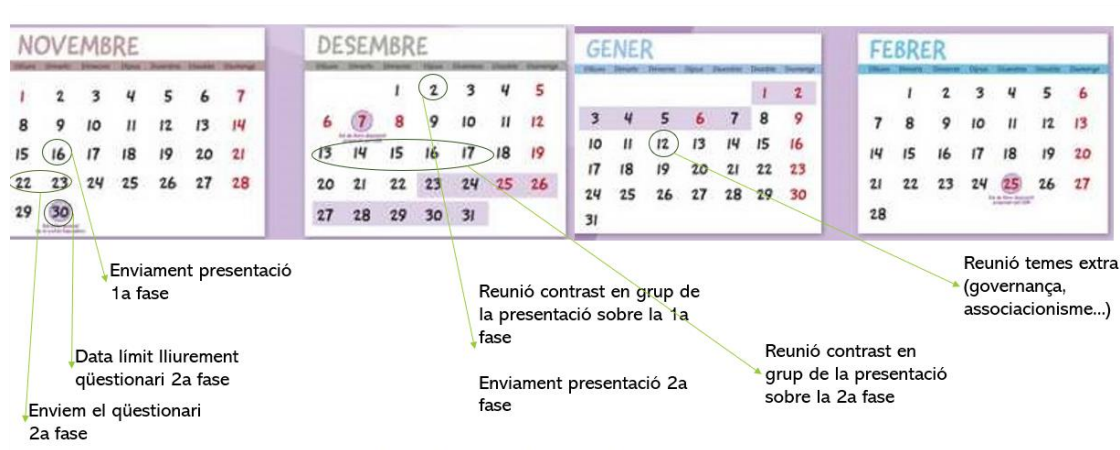 NOVEMBRE
1 2 3 4 5 6 7
8 9 10 11 12 13 14
15 16 17 18 19 20 21
22 23 24 25 26 27 28
29 30
DESEMBRE
1 2 3 4 5
6 7 8 9 10 11 12
13 14 15 16 17 18 19
20 21 22 23 24 25 26
27 28 29 30 31
GENER
1 2
3 4 5 6 7 8 9
10 11 12 13 14 15 16
17 18 19 20 21 22 23
24 25 26 27 28 29 30
31
FEBRER
1 2 3 4 5 6
7 8 9 10 11 12 13
14 15 16 17 18 19 20
21 22 23 24 25 26 27
28
Enviament presentació
1a fase
Data límit lliurement
qüestionari 2a fase
Enviem el qüestionari
2a fase
Reunió contrast en grup de
la presentació sobre la 1a
fase
Enviament presentació 2a
fase
Reunió contrast en
grup de la presentació
sobre la 2a fase
Reunió temes extra
(governança,
associacionisme...)